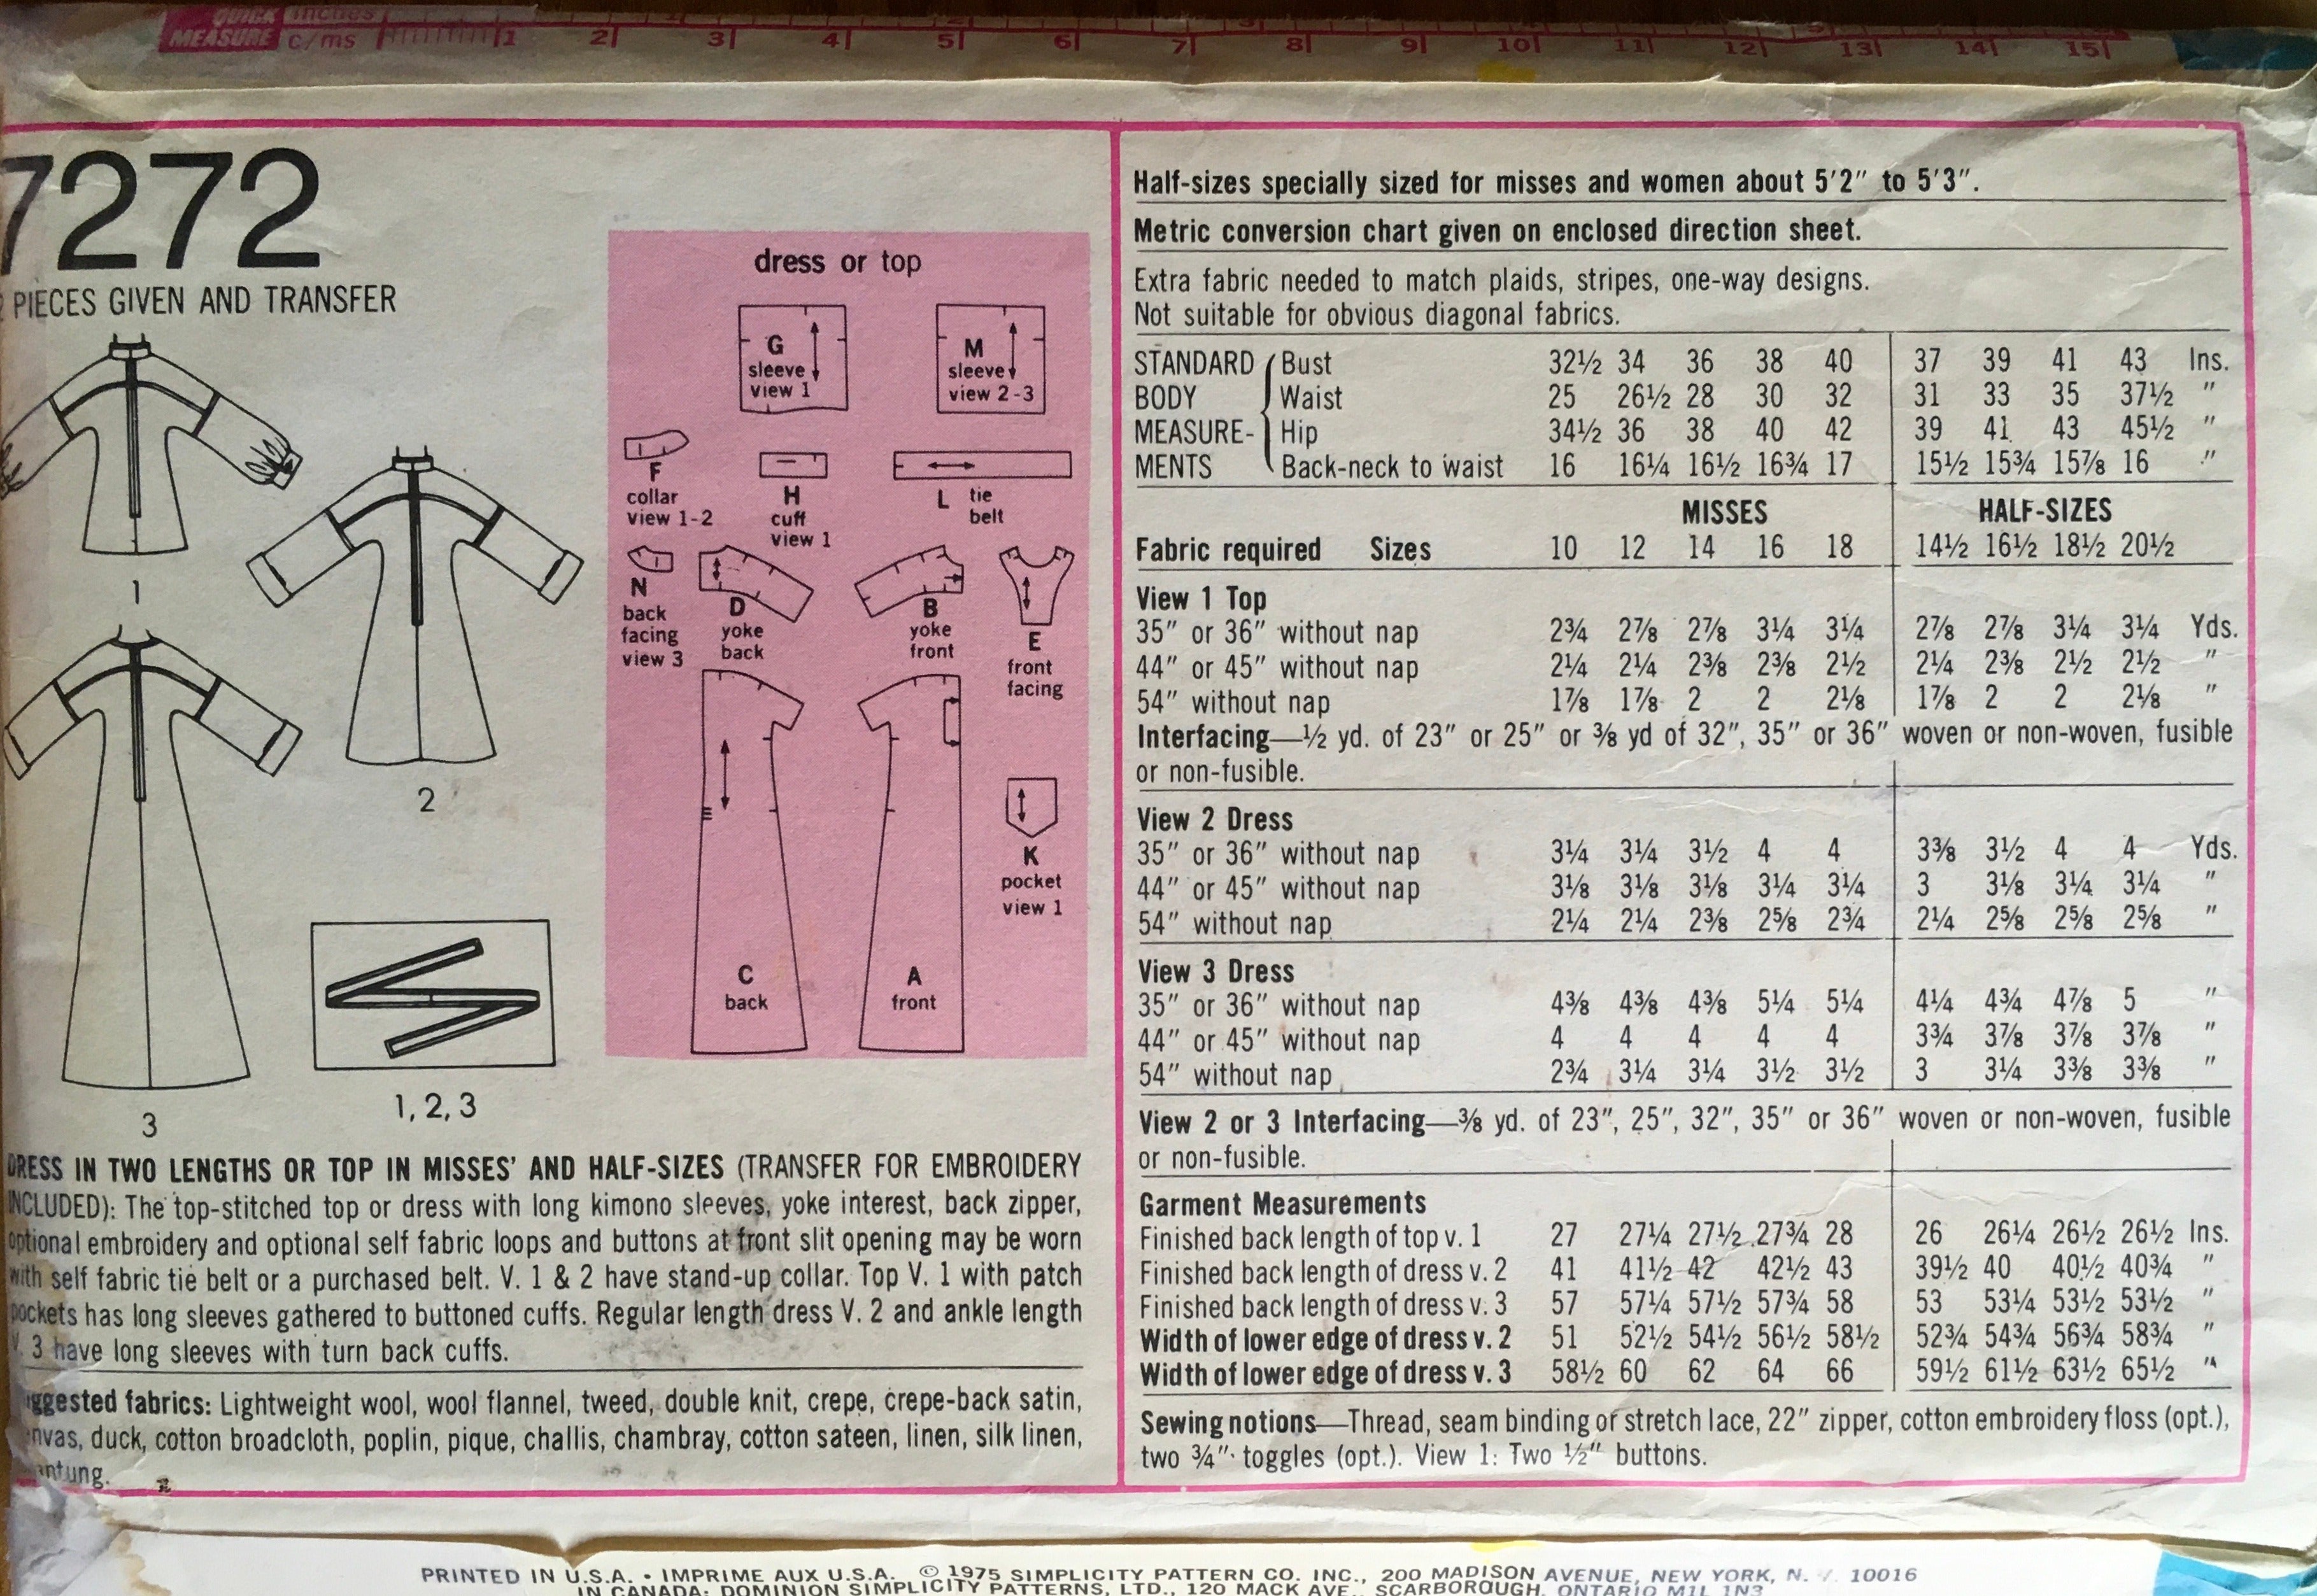 QUICK inches
MEASURE c/ms 1 2 3 4 5 6 7 8 9 10 11 12 13 14 15
7272
PIECES GIVEN AND TRANSFER
1
2
3
1, 2, 3
dress or top
G
sleeve
view 1
M
sleeve
view 2-3
F
collar
view 1-2
H
cuff
view 1
L tie
belt
N
back
facing
view 3
D
yoke
back
B
yoke
front
E
front
facing
K
pocket
view 1
C
back
A
front
DRESS IN TWO LENGTHS OR TOP IN MISSES' AND HALF-SIZES (TRANSFER FOR EMBROIDERY
INCLUDED): The top-stitched top or dress with long kimono sleeves, yoke interest, back zipper,
optional embroidery and optional self fabric loops and buttons at front slit opening may be worn
with self fabric tie belt or a purchased belt. V. 1 & 2 have stand-up collar. Top V. 1 with patch
pockets has long sleeves gathered to buttoned cuffs. Regular length dress V. 2 and ankle length
V. 3 have long sleeves with turn back cuffs.
uggested fabrics: Lightweight wool, wool flannel, tweed, double knit, crepe, crepe-back satin,
nvas, duck, cotton broadcloth, poplin, pique, challis, chambray, cotton sateen, linen, silk linen,
antung.
Half-sizes specially sized for misses and women about 5'2" to 5'3".
Metric conversion chart given on enclosed direction sheet.
Extra fabric needed to match plaids, stripes, one-way designs.
Not suitable for obvious diagonal fabrics.
STANDARD Bust 32½ 34 36 38 40 37 39 41 43 Ins.
BODY Waist 25 26½ 28 30 32 31 33 35 37½ "
MEASURE- Hip 34½ 36 38 40 42 39 41 43 45½ "
MENTS Back-neck to waist 16 16¼ 16½ 16¾ 17 15½ 15¾ 15⅞ 16 "
MISSES HALF-SIZES
Fabric required Sizes 10 12 14 16 18 14½ 16½ 18½ 20½
View 1 Top
35" or 36" without nap 2¾ 2⅞ 2⅞ 3¼ 3¼ 2⅞ 2⅞ 3¼ 3¼ Yds.
44" or 45" without nap 2¼ 2¼ 2⅜ 2⅜ 2½ 2¼ 2⅜ 2½ 2½ "
54" without nap 1⅞ 1⅞ 2 2 2⅛ 1⅞ 2 2 2⅛ "
Interfacing—½ yd. of 23" or 25" or ⅜ yd of 32", 35" or 36" woven or non-woven, fusible
or non-fusible.
View 2 Dress
35" or 36" without nap 3¼ 3¼ 3½ 4 4 3⅜ 3½ 4 4 Yds.
44" or 45" without nap 3⅛ 3⅛ 3⅛ 3¼ 3¼ 3 3⅛ 3¼ 3¼ "
54" without nap 2¼ 2¼ 2⅜ 2⅝ 2¾ 2¼ 2⅝ 2⅝ 2⅝ "
View 3 Dress
35" or 36" without nap 4⅜ 4⅜ 4⅜ 5¼ 5¼ 4¼ 4¾ 4⅞ 5 "
44" or 45" without nap 4 4 4 4 4 3¾ 3⅞ 3⅞ 3⅞ "
54" without nap 2¾ 3¼ 3¼ 3½ 3½ 3 3¼ 3⅜ 3⅜ "
View 2 or 3 Interfacing—⅜ yd. of 23", 25", 32", 35" or 36" woven or non-woven, fusible
or non-fusible.
Garment Measurements
Finished back length of top v. 1 27 27¼ 27½ 27¾ 28 26 26¼ 26½ 26½ Ins.
Finished back length of dress v. 2 41 41½ 42 42½ 43 39½ 40 40½ 40¾ "
Finished back length of dress v. 3 57 57¼ 57½ 57¾ 58 53 53¼ 53½ 53½ "
Width of lower edge of dress v. 2 51 52½ 54½ 56½ 58½ 52¾ 54¾ 56¾ 58¾ "
Width of lower edge of dress v. 3 58½ 60 62 64 66 59½ 61½ 63½ 65½ "
Sewing notions—Thread, seam binding or stretch lace, 22" zipper, cotton embroidery floss (opt.),
two ¾" toggles (opt.). View 1: Two ½" buttons.
PRINTED IN U.S.A. • IMPRIME AUX U.S.A. © 1975 SIMPLICITY PATTERN CO. INC., 200 MADISON AVENUE, NEW YORK, N. Y. 10016
IN CANADA: DOMINION SIMPLICITY PATTERNS, LTD., 120 MACK AVE., SCARBOROUGH, ONTARIO M1L 1N3